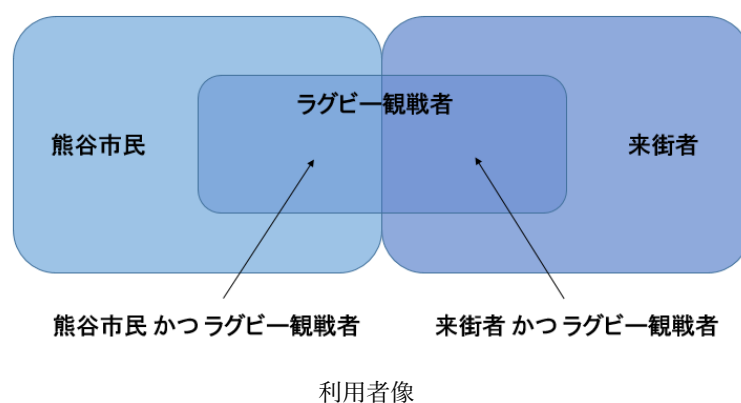 ラグビー観戦者
熊谷市民
来街者
熊谷市民 かつ ラグビー観戦者
来街者 かつ ラグビー観戦者
利用者像